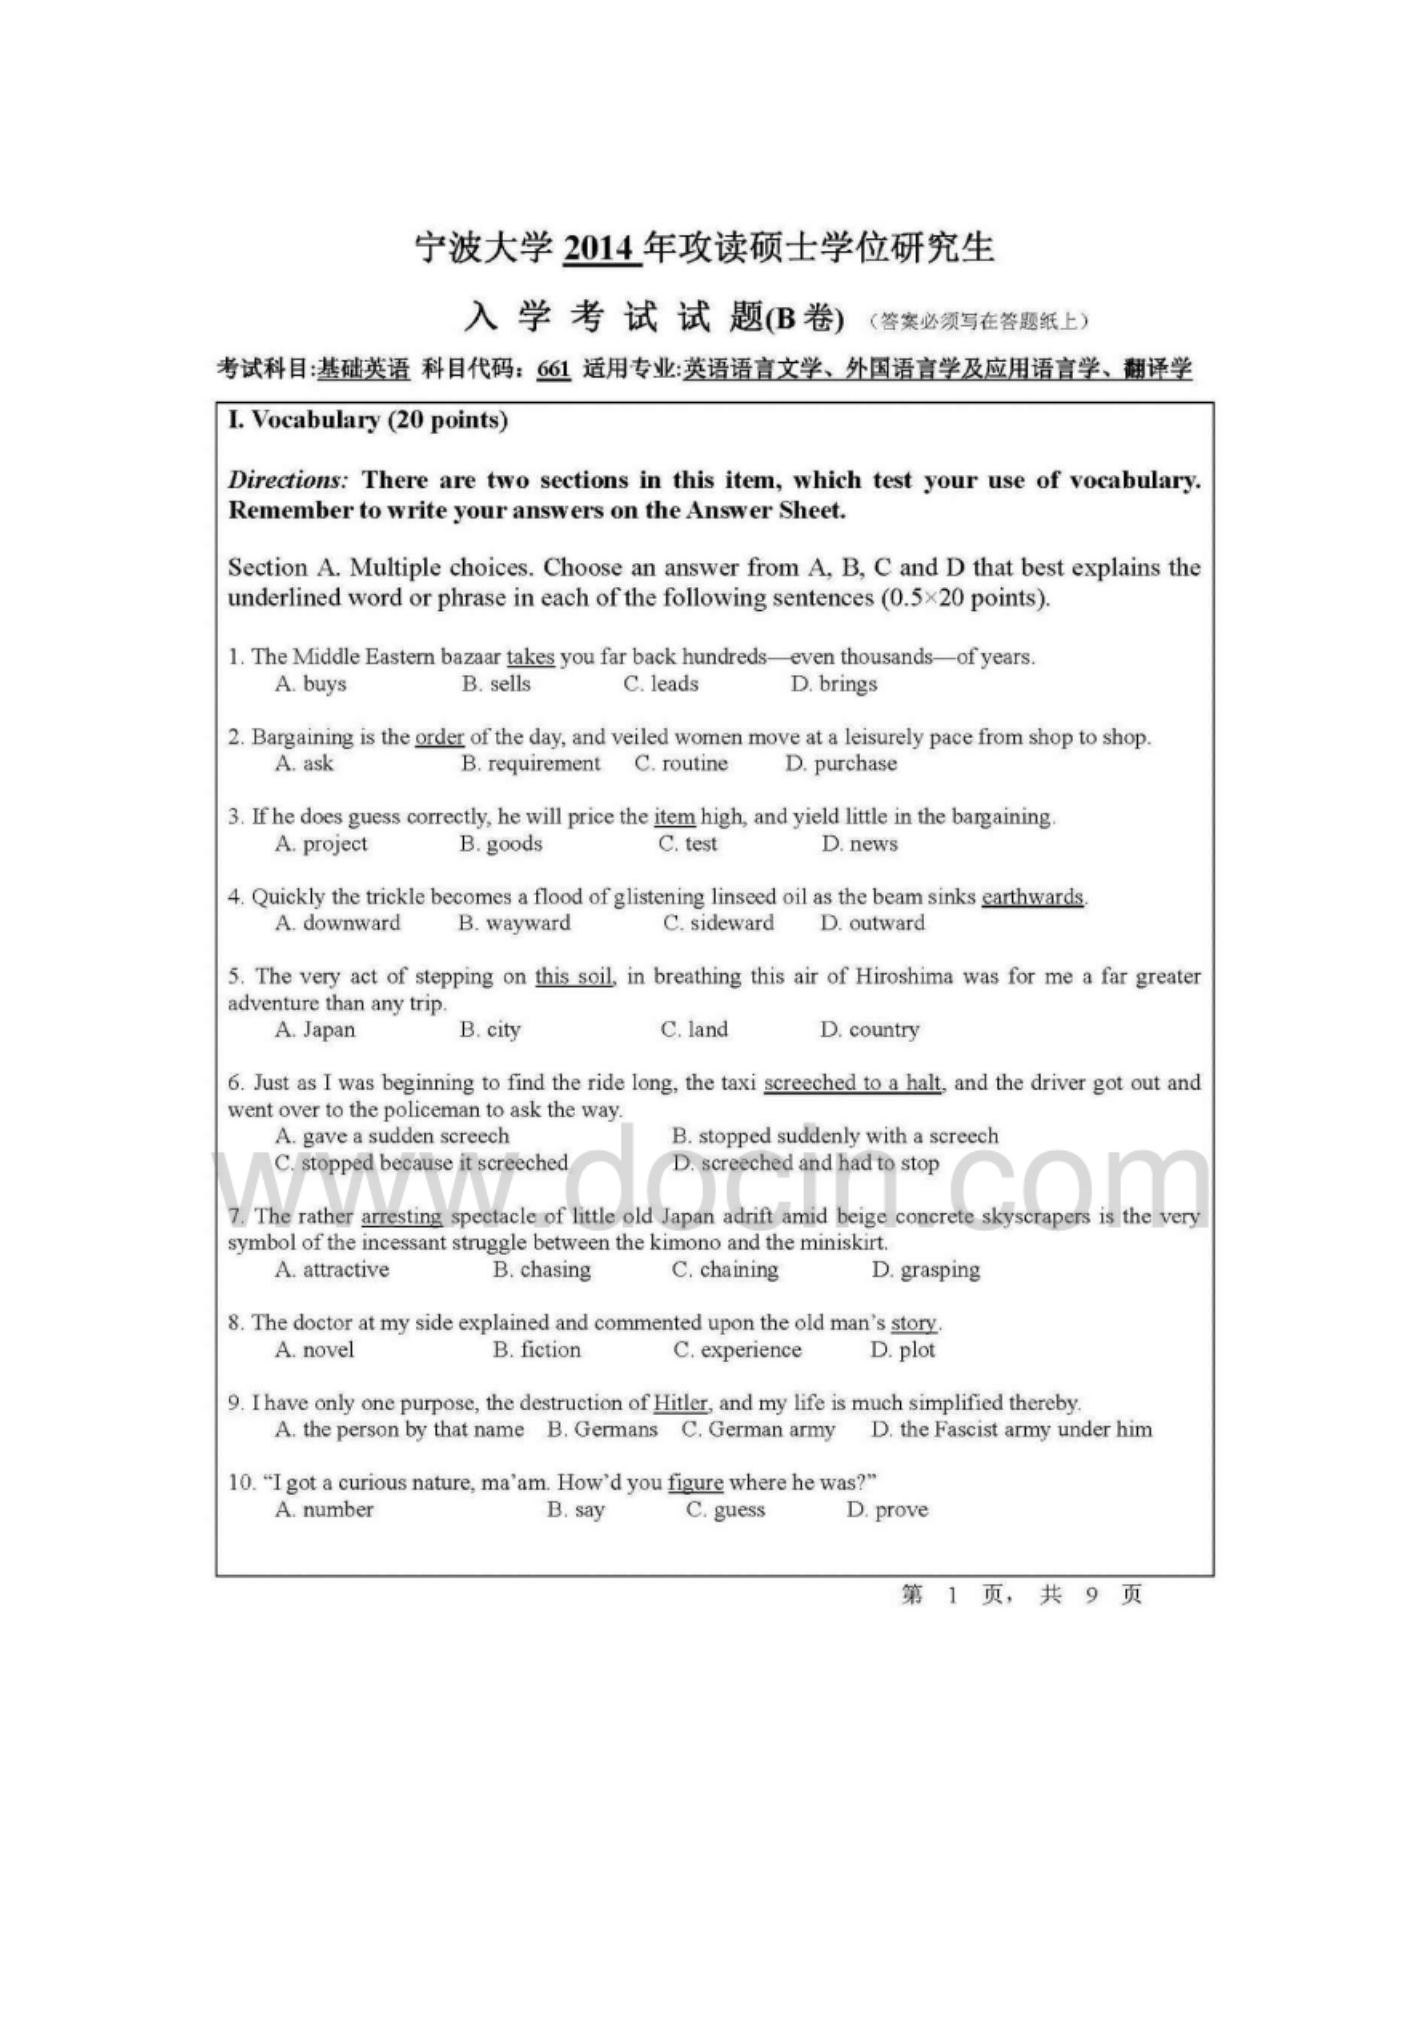 宁波大学 2014 年攻读硕士学位研究生
入 学 考 试 试 题(B 卷) （答案必须写在答题纸上）
考试科目:基础英语 科目代码：661 适用专业:英语语言文学、外国语言学及应用语言学、翻译学
I. Vocabulary (20 points)
Directions: There are two sections in this item, which test your use of vocabulary.
Remember to write your answers on the Answer Sheet.
Section A. Multiple choices. Choose an answer from A, B, C and D that best explains the
underlined word or phrase in each of the following sentences (0.5×20 points).
1. The Middle Eastern bazaar takes you far back hundreds—even thousands—of years.
A. buys B. sells C. leads D. brings
2. Bargaining is the order of the day, and veiled women move at a leisurely pace from shop to shop.
A. ask B. requirement C. routine D. purchase
3. If he does guess correctly, he will price the item high, and yield little in the bargaining.
A. project B. goods C. test D. news
4. Quickly the trickle becomes a flood of glistening linseed oil as the beam sinks earthwards.
A. downward B. wayward C. sideward D. outward
5. The very act of stepping on this soil, in breathing this air of Hiroshima was for me a far greater
adventure than any trip.
A. Japan B. city C. land D. country
6. Just as I was beginning to find the ride long, the taxi screeched to a halt, and the driver got out and
went over to the policeman to ask the way.
A. gave a sudden screech B. stopped suddenly with a screech
C. stopped because it screeched D. screeched and had to stop
www.docin.com
7. The rather arresting spectacle of little old Japan adrift amid beige concrete skyscrapers is the very
symbol of the incessant struggle between the kimono and the miniskirt.
A. attractive B. chasing C. chaining D. grasping
8. The doctor at my side explained and commented upon the old man's story.
A. novel B. fiction C. experience D. plot
9. I have only one purpose, the destruction of Hitler, and my life is much simplified thereby.
A. the person by that name B. Germans C. German army D. the Fascist army under him
10. “I got a curious nature, ma'am. How'd you figure where he was?”
A. number B. say C. guess D. prove
第 1 页， 共 9 页